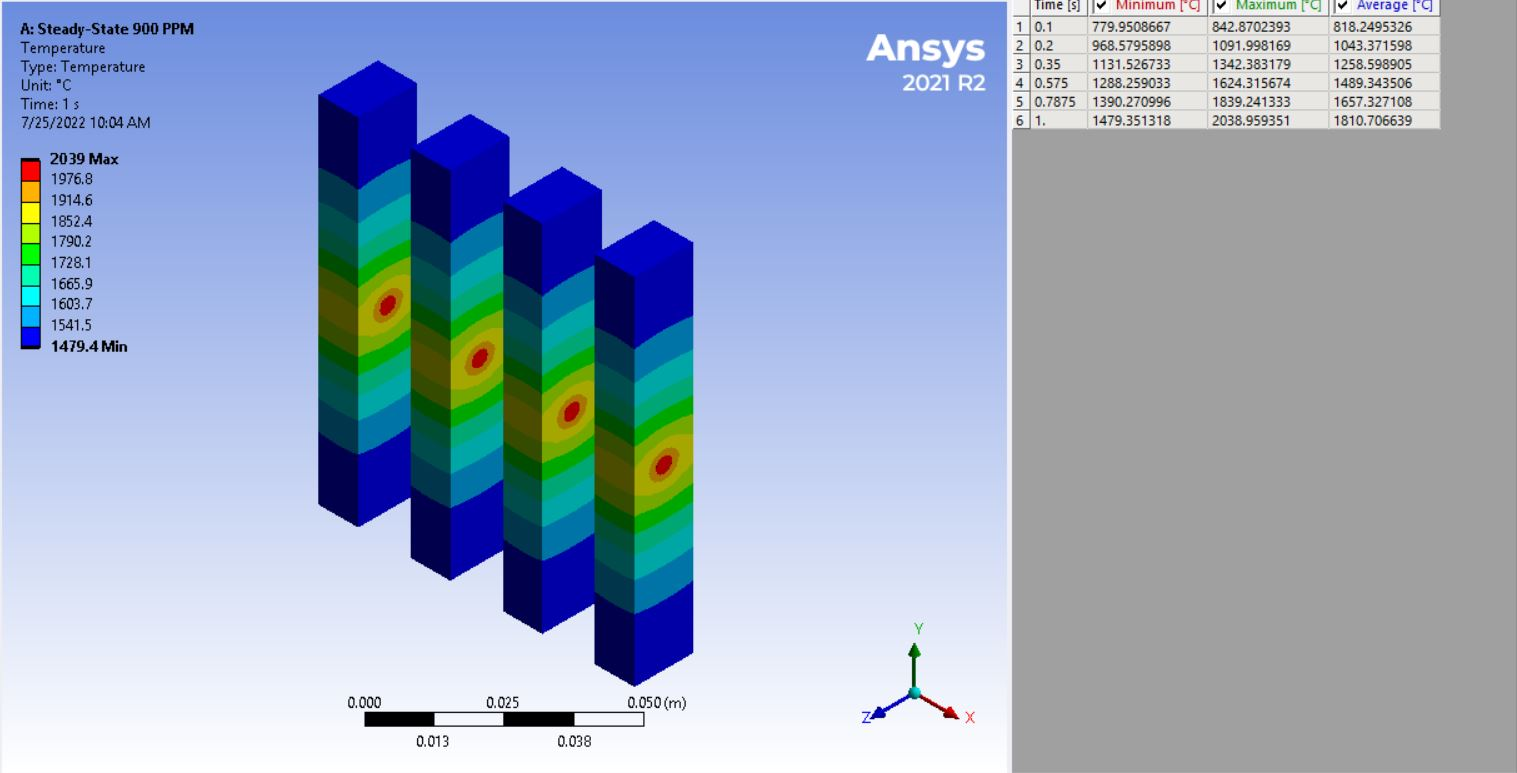 A: Steady-State 900 PPM
Temperature
Type: Temperature
Unit: °C
Time: 1 s
7/25/2022 10:04 AM
2039 Max
1976.8
1914.6
1852.4
1790.2
1728.1
1665.9
1603.7
1541.5
1479.4 Min
Ansys
2021 R2
0.000 0.025 0.050 (m)
0.013 0.038
Y
Z X
Time [s] Minimum [°C] Maximum [°C] Average [°C]
1 0.1 779.9508667 842.8702393 818.2495326
2 0.2 968.5795898 1091.998169 1043.371598
3 0.35 1131.526733 1342.383179 1258.598905
4 0.575 1288.259033 1624.315674 1489.343506
5 0.7875 1390.270996 1839.241333 1657.327108
6 1. 1479.351318 2038.959351 1810.706639